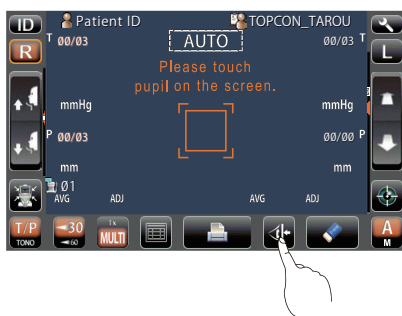 ID Patient ID TOPCON_TAROU
R T 00/03 AUTO 00/03 T L
Please touch
pupil on the screen.
mmHg mmHg
P 00/03 00/00 P
mm mm
01
AVG ADJ AVG ADJ
T/P TONO 30 60 1x MULTI A M